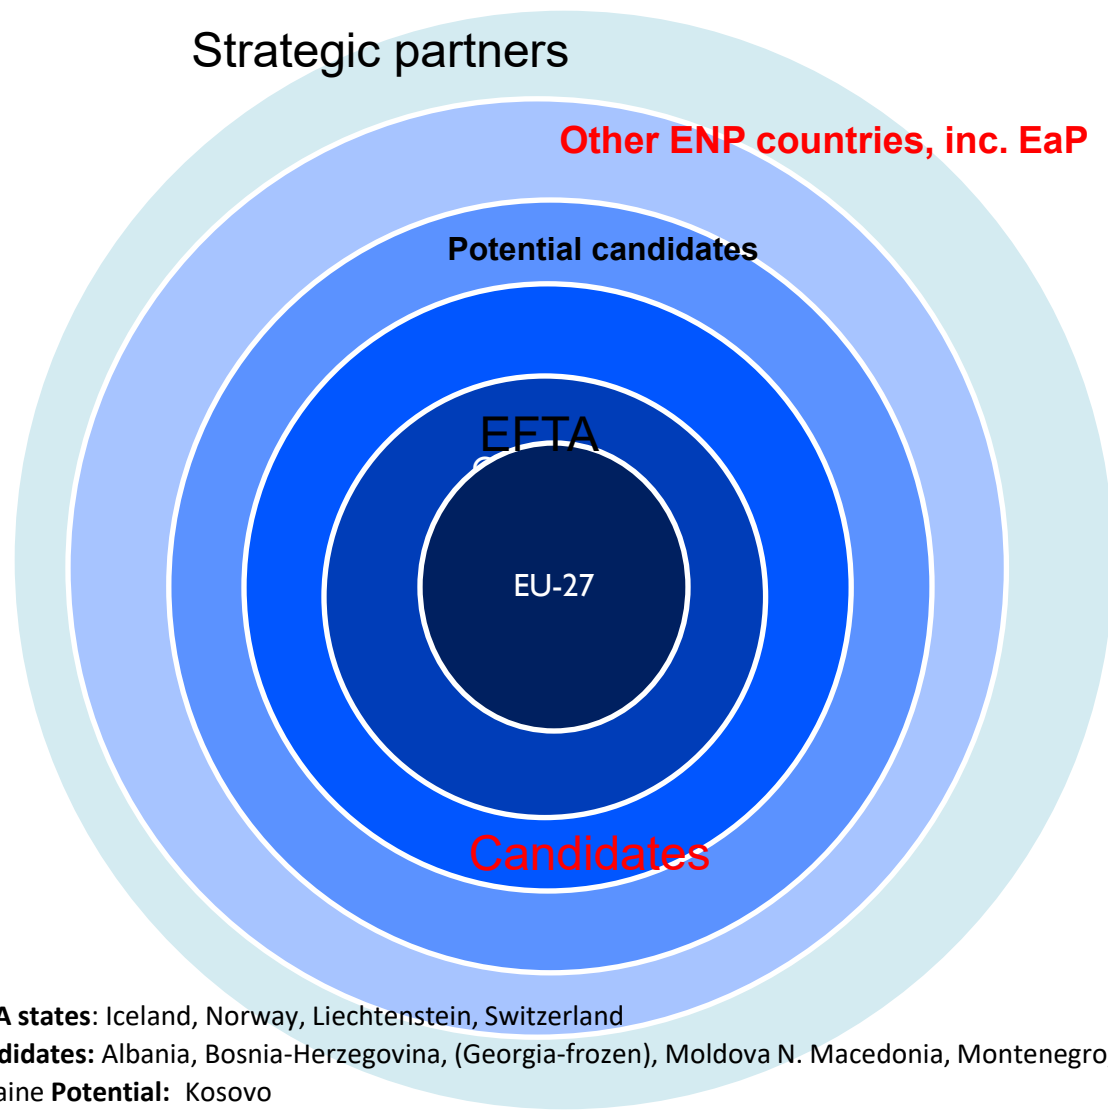 Strategic partners
Other ENP countries, inc. EaP
Potential candidates
EFTA
EU-27
Candidates
A states: Iceland, Norway, Liechtenstein, Switzerland
didates: Albania, Bosnia-Herzegovina, (Georgia-frozen), Moldova N. Macedonia, Montenegro,
aine Potential: Kosovo